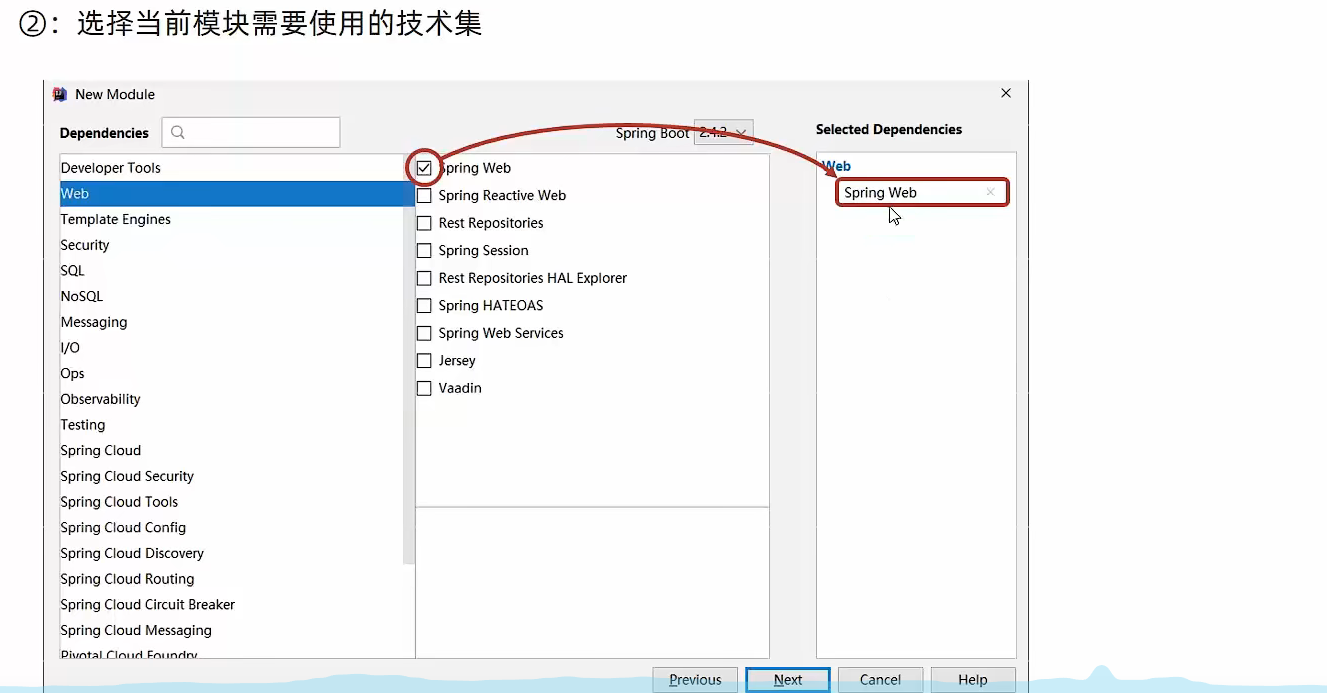 ②：选择当前模块需要使用的技术集
New Module
Dependencies
Spring Boot 2.4.2
Selected Dependencies
Developer Tools
Web
Template Engines
Security
SQL
NoSQL
Messaging
I/O
Ops
Observability
Testing
Spring Cloud
Spring Cloud Security
Spring Cloud Tools
Spring Cloud Config
Spring Cloud Discovery
Spring Cloud Routing
Spring Cloud Circuit Breaker
Spring Cloud Messaging
Pivotal Cloud Foundry
Spring Web
Spring Reactive Web
Rest Repositories
Spring Session
Rest Repositories HAL Explorer
Spring HATEOAS
Spring Web Services
Jersey
Vaadin
Web
Spring Web
Previous
Next
Cancel
Help